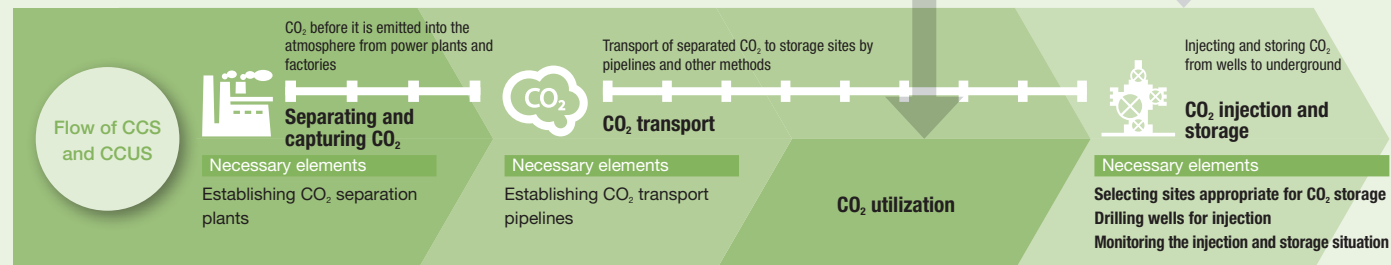 Flow of CCS
and CCUS
CO₂ before it is emitted into the
atmosphere from power plants and
factories
Separating and
capturing CO₂
Necessary elements
Establishing CO₂ separation
plants
CO₂
Transport of separated CO₂ to storage sites by
pipelines and other methods
CO₂ transport
Necessary elements
Establishing CO₂ transport
pipelines
CO₂ utilization
Injecting and storing CO₂
from wells to underground
CO₂ injection and
storage
Necessary elements
Selecting sites appropriate for CO₂ storage
Drilling wells for injection
Monitoring the injection and storage situation